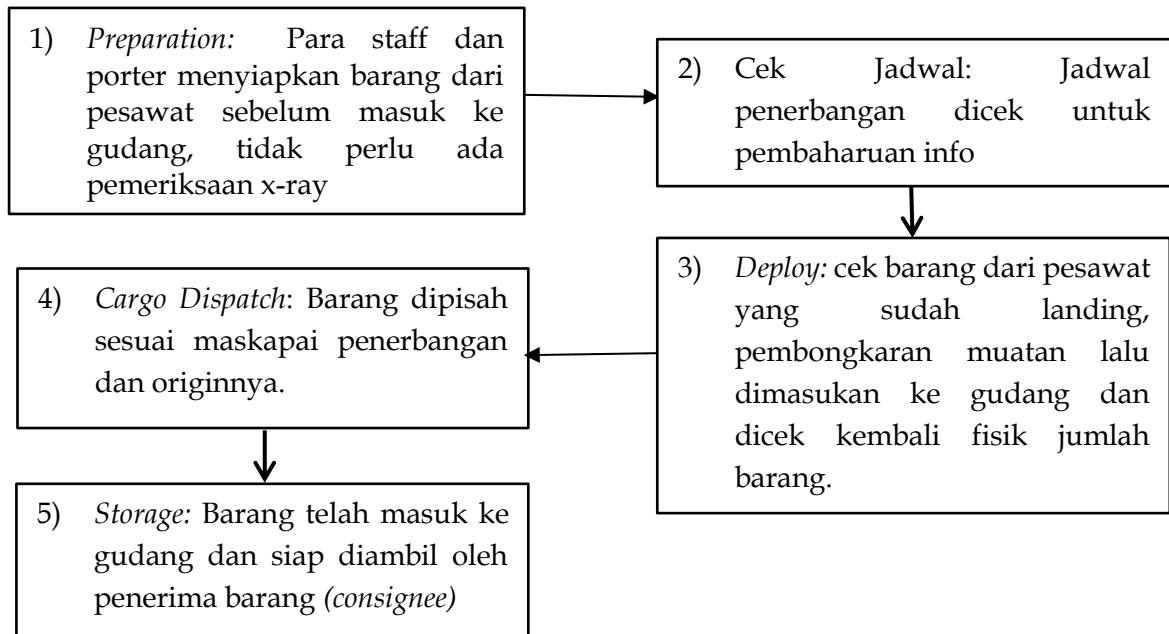 1) Preparation: Para staff dan
porter menyiapkan barang dari
pesawat sebelum masuk ke
gudang, tidak perlu ada
pemeriksaan x-ray
2) Cek Jadwal: Jadwal
penerbangan dicek untuk
pembaharuan info
3) Deploy: cek barang dari pesawat
yang sudah landing,
pembongkaran muatan lalu
dimasukan ke gudang dan
dicek kembali fisik jumlah
barang.
4) Cargo Dispatch: Barang dipisah
sesuai maskapai penerbangan
dan originnya.
5) Storage: Barang telah masuk ke
gudang dan siap diambil oleh
penerima barang (consignee)